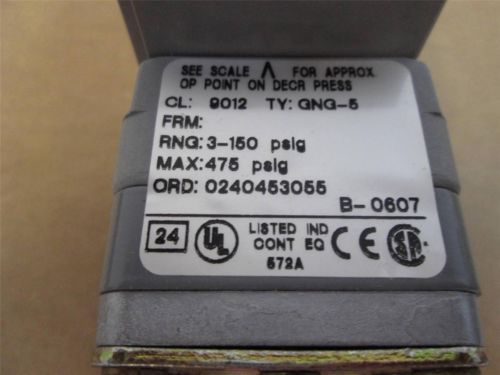 SEE SCALE Λ FOR APPROX.
OP POINT ON DECR PRESS
CL: 9012 TY: GNG-5
FRM:
RNG: 3-150 psig
MAX: 475 psig
ORD: 0240453055
B-0607
24 UL LISTED IND CE SA
CONT EQ
572A